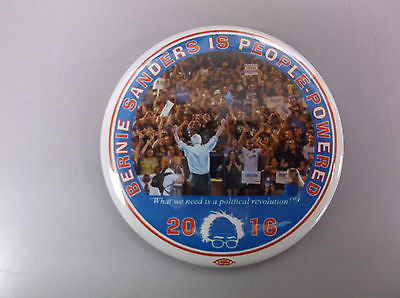 BERNIE SANDERS IS PEOPLE-POWERED
"What we need is a political revolution!"
2016